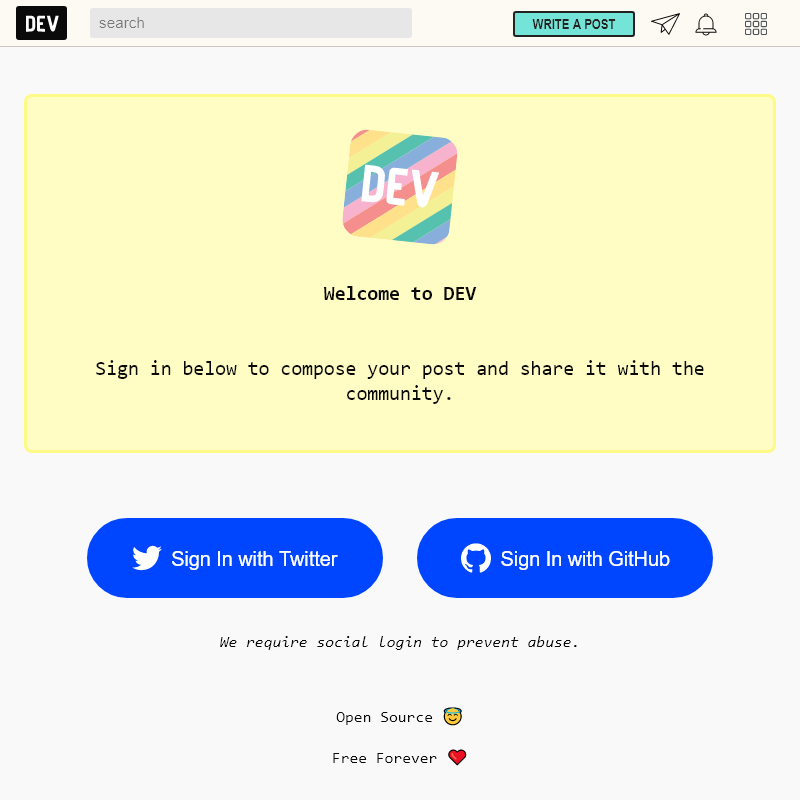 DEV
search
WRITE A POST
DEV
Welcome to DEV
Sign in below to compose your post and share it with the
community.
Sign In with Twitter
Sign In with GitHub
We require social login to prevent abuse.
Open Source 😇
Free Forever ❤️